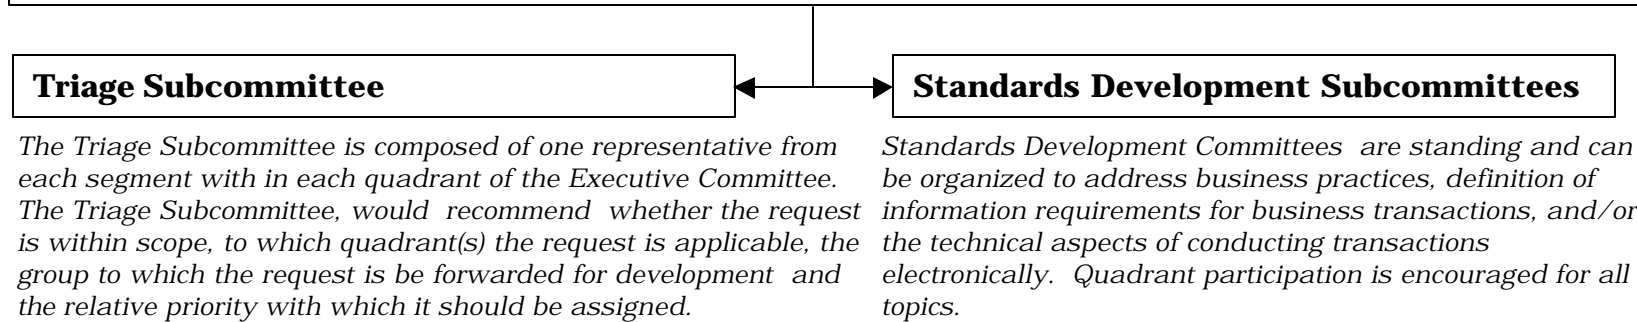 Triage Subcommittee
The Triage Subcommittee is composed of one representative from
each segment with in each quadrant of the Executive Committee.
The Triage Subcommittee, would  recommend  whether the request
is within scope, to which quadrant(s) the request is applicable, the
group to which the request is be forwarded for development  and
the relative priority with which it should be assigned.
Standards Development Subcommittees
Standards Development Committees  are standing and can
be organized to address business practices, definition of
information requirements for business transactions, and/or
the technical aspects of conducting transactions
electronically.  Quadrant participation is encouraged for all
topics.